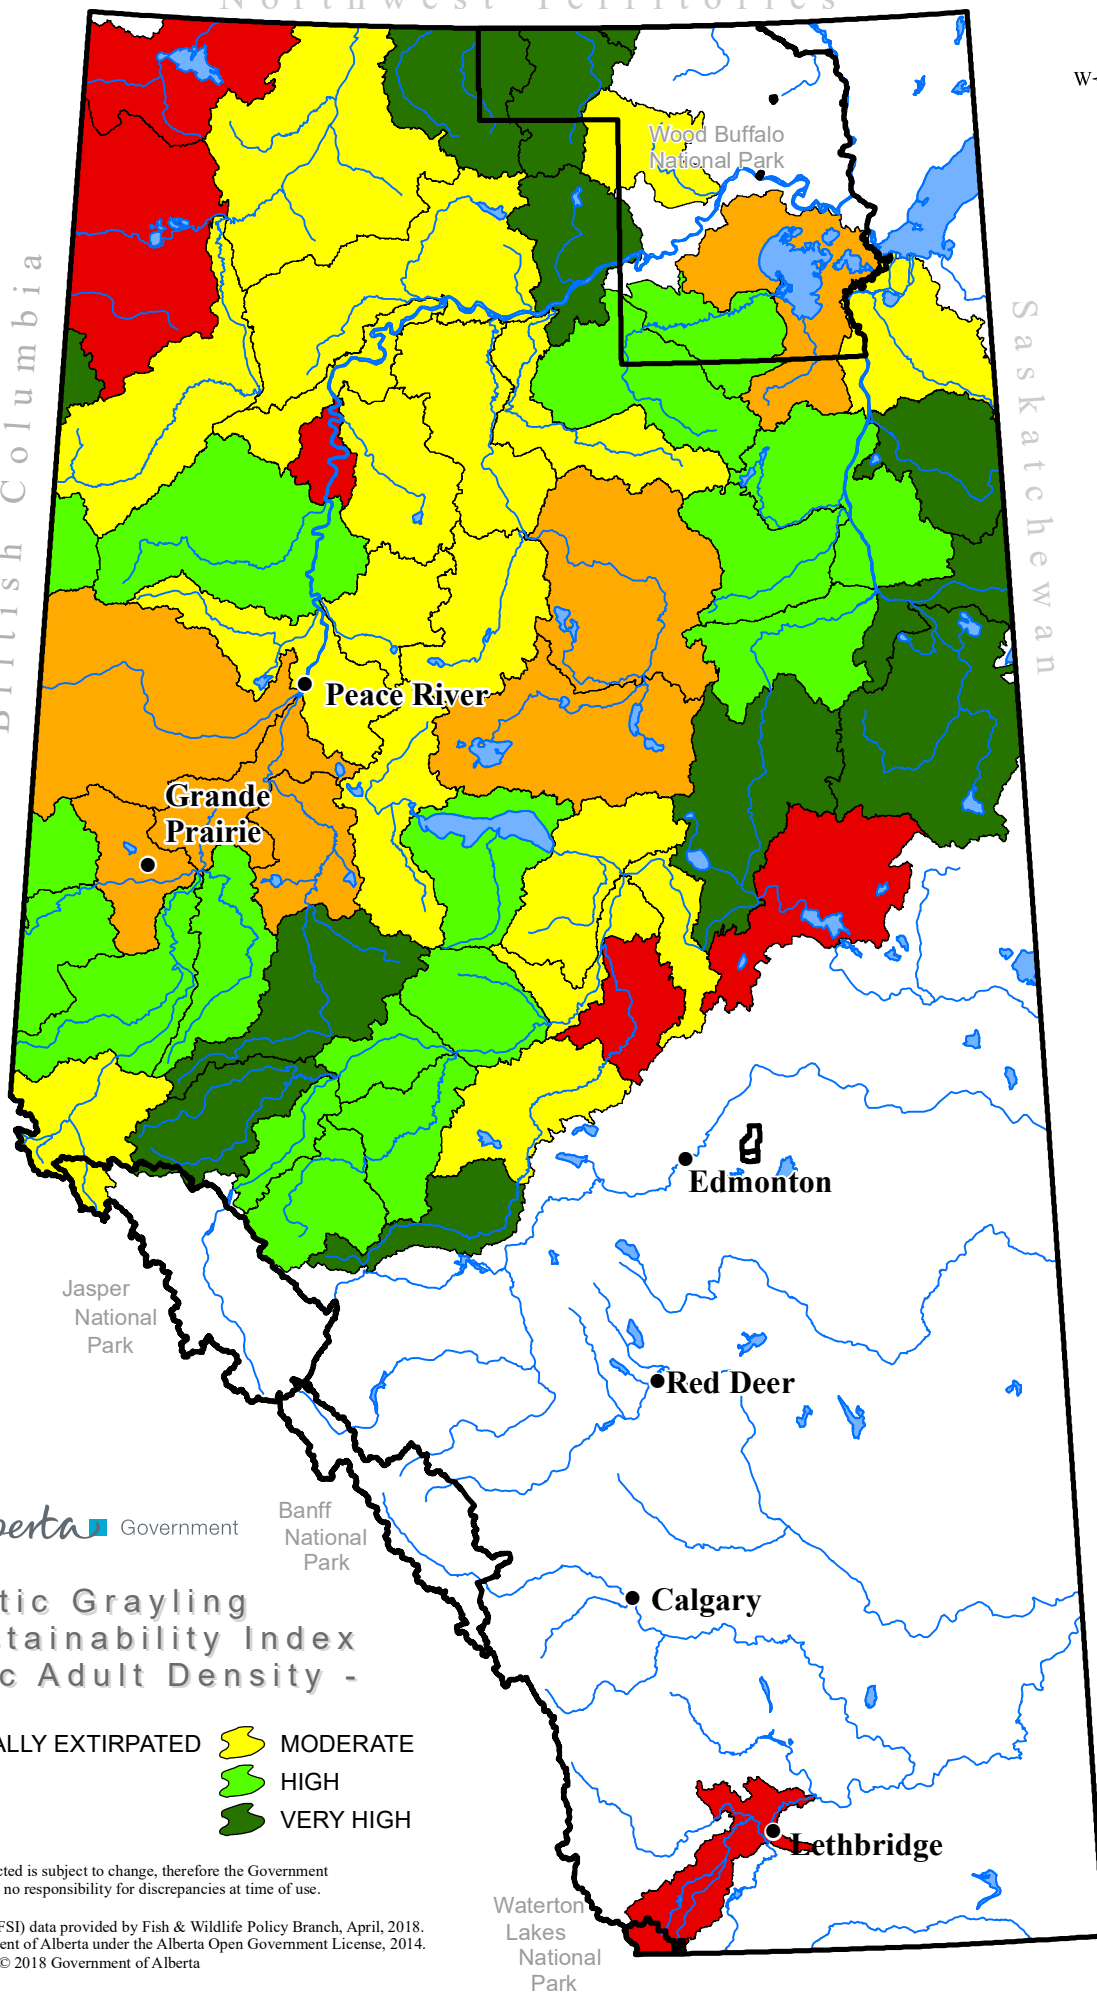 Northwest Territories
W-
Wood Buffalo
National Park
British Columbia
Saskatchewan
Peace River
Grande
Prairie
Edmonton
Jasper
National
Park
Red Deer
Banff
National
Park
berta Government
Calgary
tic Grayling
tainability Index
c Adult Density -
ALLY EXTIRPATED
MODERATE
HIGH
VERY HIGH
Lethbridge
cted is subject to change, therefore the Government
no responsibility for discrepancies at time of use.
Waterton
Lakes
National
Park
FSI) data provided by Fish & Wildlife Policy Branch, April, 2018.
ent of Alberta under the Alberta Open Government License, 2014.
© 2018 Government of Alberta